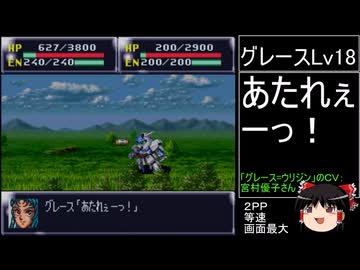 HP 627/3800
EN 240/240
HP 200/2900
EN 200/200
グレース「あたれぇーっ!」
グレースLv18
あたれぇ
ーっ!
「グレース=ウリジン」のCV:
宮村優子さん
2PP
等速
画面最大